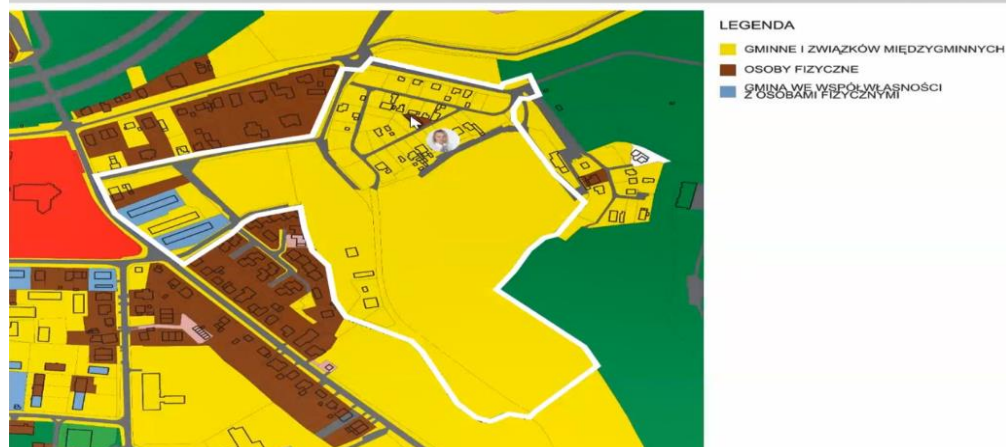 LEGENDA
GMINNE I ZWIĄZKÓW MIĘDZYGMINNYCH
OSOBY FIZYCZNE
GMINA WE WSPÓŁWŁASNOŚCI
Z OSOBAMI FIZYCZNYMI